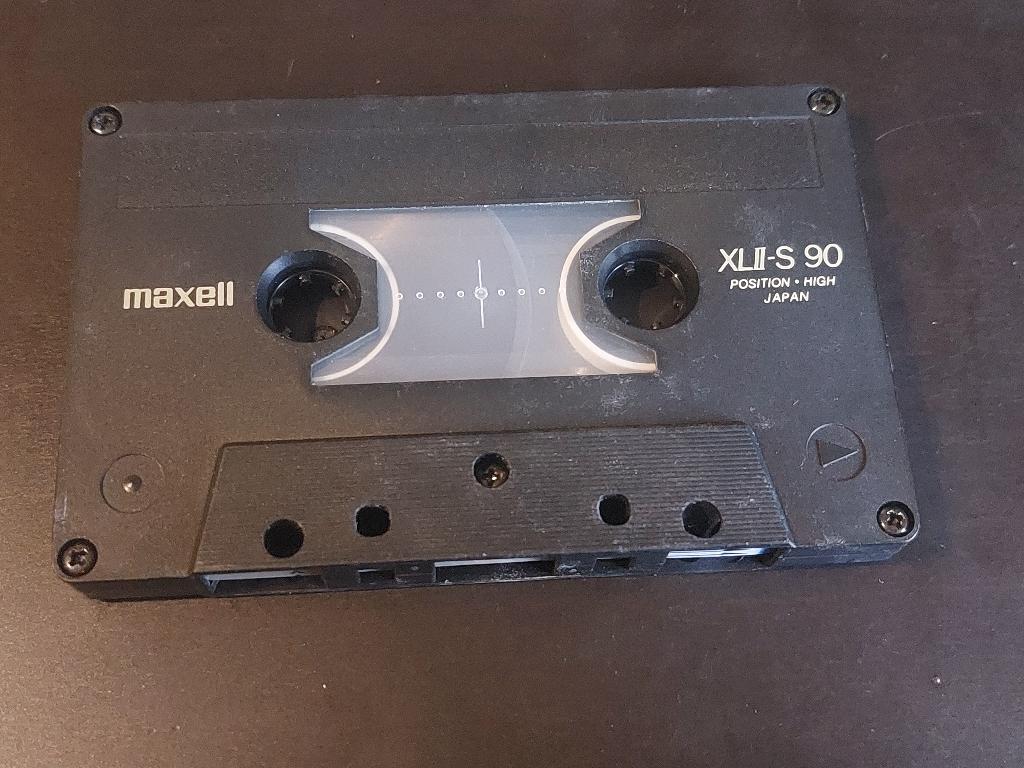 maxell
XLII-S 90
POSITION • HIGH
JAPAN